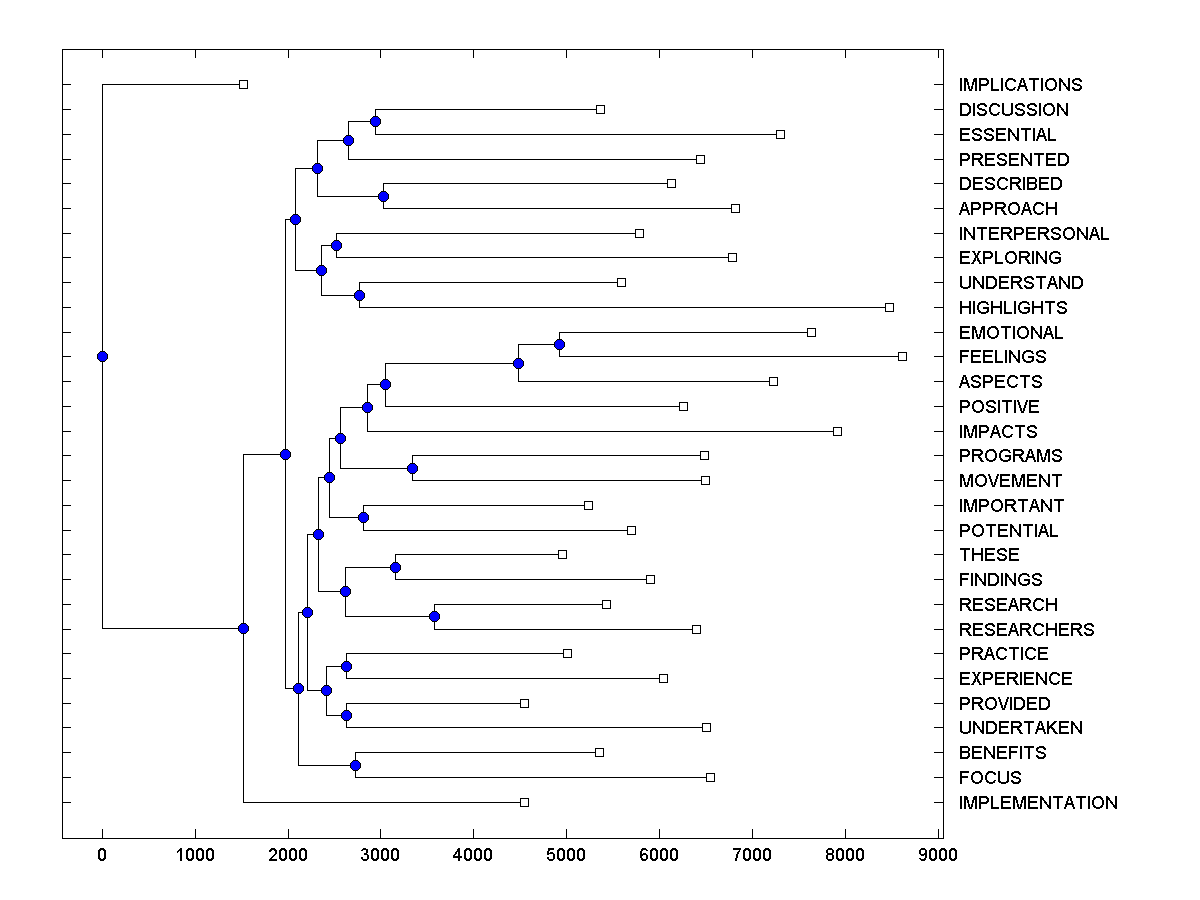 IMPLICATIONS
DISCUSSION
ESSENTIAL
PRESENTED
DESCRIBED
APPROACH
INTERPERSONAL
EXPLORING
UNDERSTAND
HIGHLIGHTS
EMOTIONAL
FEELINGS
ASPECTS
POSITIVE
IMPACTS
PROGRAMS
MOVEMENT
IMPORTANT
POTENTIAL
THESE
FINDINGS
RESEARCH
RESEARCHERS
PRACTICE
EXPERIENCE
PROVIDED
UNDERTAKEN
BENEFITS
FOCUS
IMPLEMENTATION
0 1000 2000 3000 4000 5000 6000 7000 8000 9000